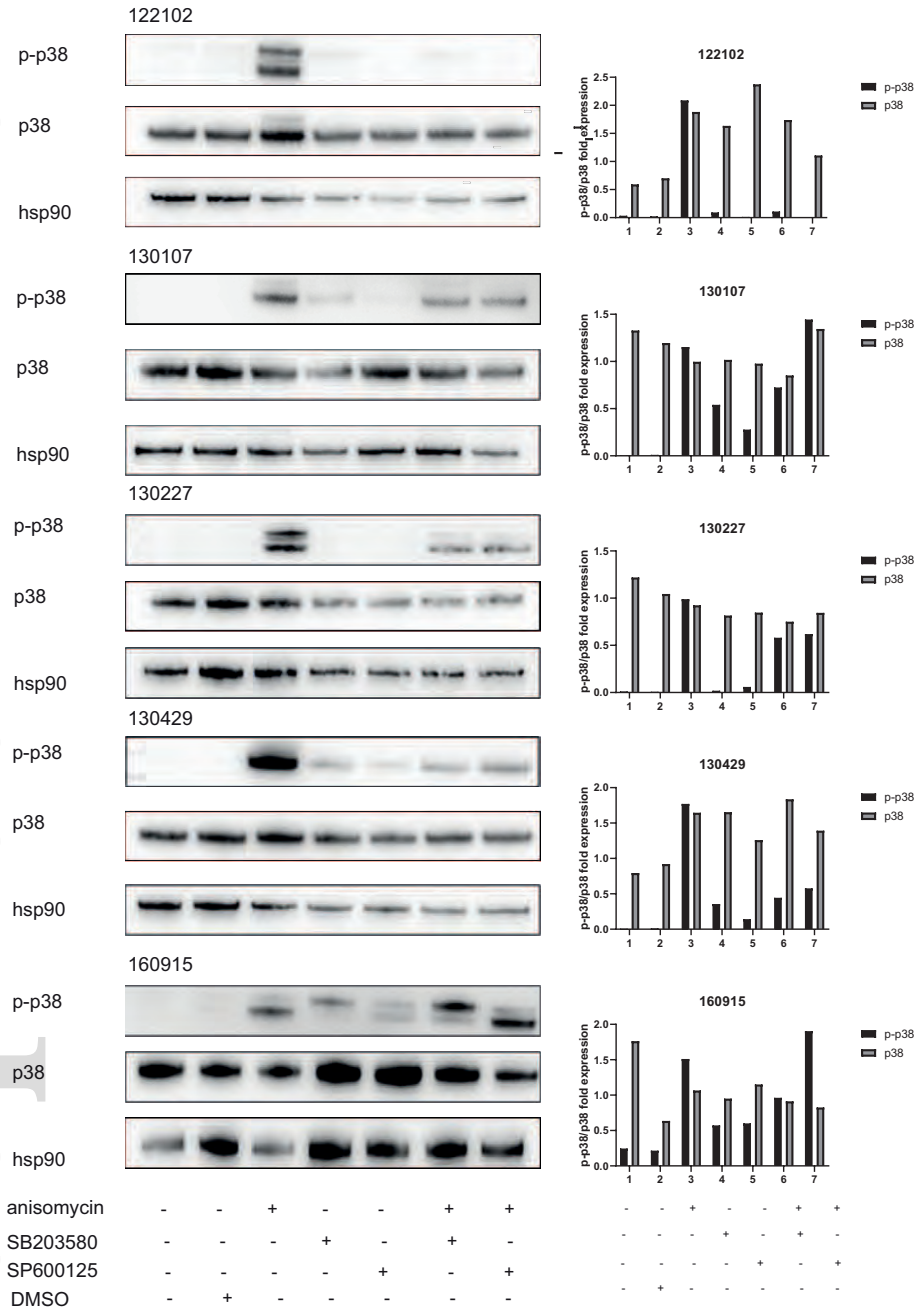 122102
p-p38
p38
hsp90
130107
p-p38
p38
hsp90
130227
p-p38
p38
hsp90
130429
p-p38
p38
hsp90
160915
p-p38
p38
hsp90
anisomycin - - + - - + +
SB203580 - - - + - + -
SP600125 - - - - + - +
DMSO - + - - - - -
122102
p-p38/p38 fold expression
2.5
2.0
1.5
1.0
0.5
0.0
1 2 3 4 5 6 7
p-p38
p38
130107
p-p38/p38 fold expression
1.5
1.0
0.5
0.0
1 2 3 4 5 6 7
p-p38
p38
130227
p-p38/p38 fold expression
1.5
1.0
0.5
0.0
1 2 3 4 5 6 7
p-p38
p38
130429
p-p38/p38 fold expression
2.0
1.5
1.0
0.5
0.0
1 2 3 4 5 6 7
p-p38
p38
160915
p-p38/p38 fold expression
2.0
1.5
1.0
0.5
0.0
1 2 3 4 5 6 7
p-p38
p38
- - + - - + +
- - - + - + -
- - - - + - +
- + - - - - -